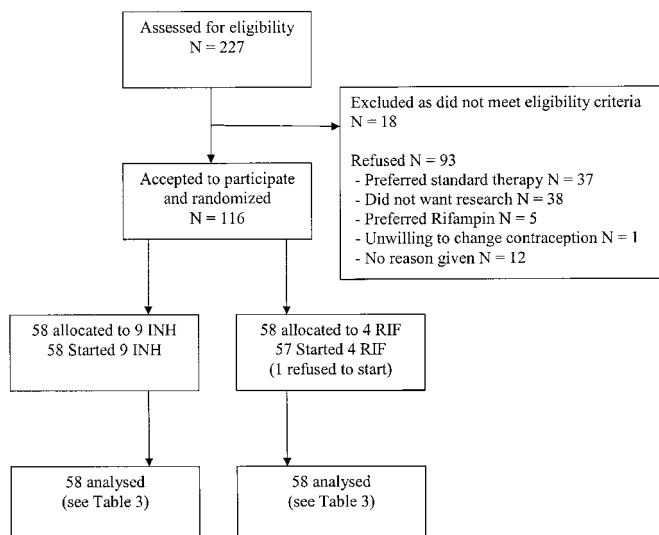 Assessed for eligibility
N = 227
Excluded as did not meet eligibility criteria
N = 18
Refused N = 93
- Preferred standard therapy N = 37
- Did not want research N = 38
- Preferred Rifampin N = 5
- Unwilling to change contraception N = 1
- No reason given N = 12
Accepted to participate
and randomized
N = 116
58 allocated to 9 INH
58 Started 9 INH
58 allocated to 4 RIF
57 Started 4 RIF
(1 refused to start)
58 analysed
(see Table 3)
58 analysed
(see Table 3)